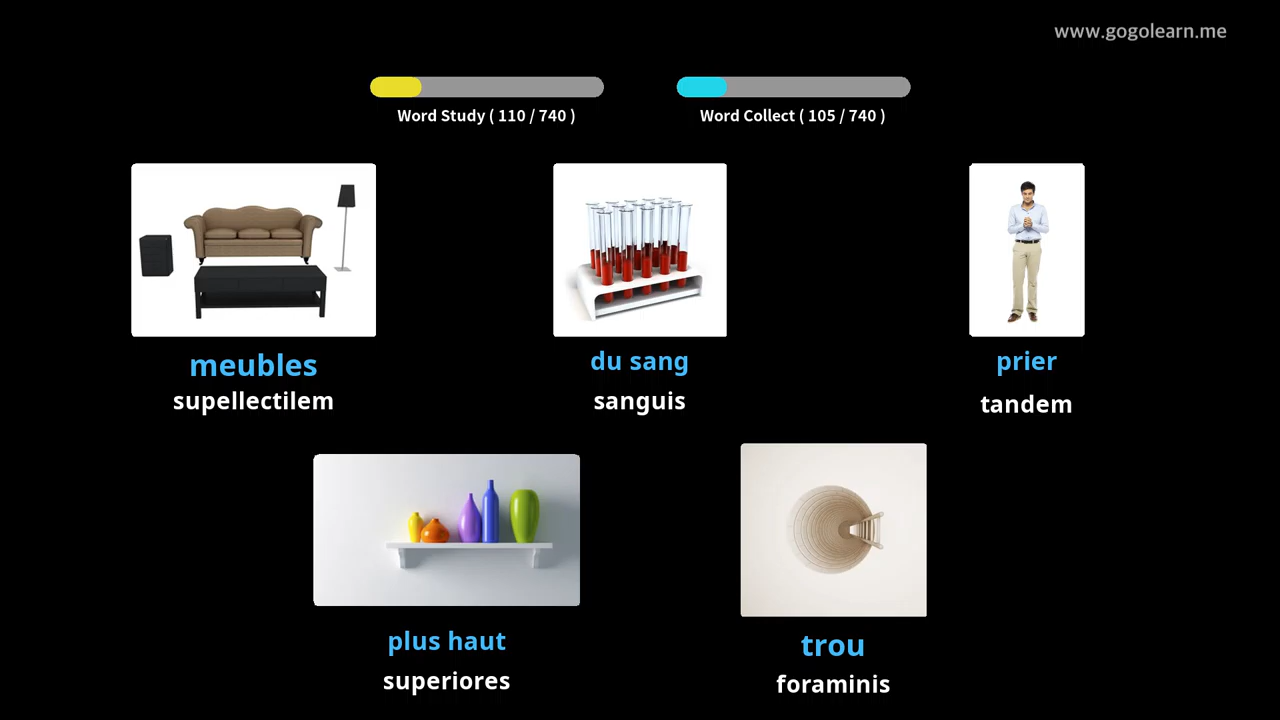 www.gogolearn.me
Word Study ( 110 / 740 )
Word Collect ( 105 / 740 )
meubles
supellectilem
du sang
sanguis
prier
tandem
plus haut
superiores
trou
foraminis